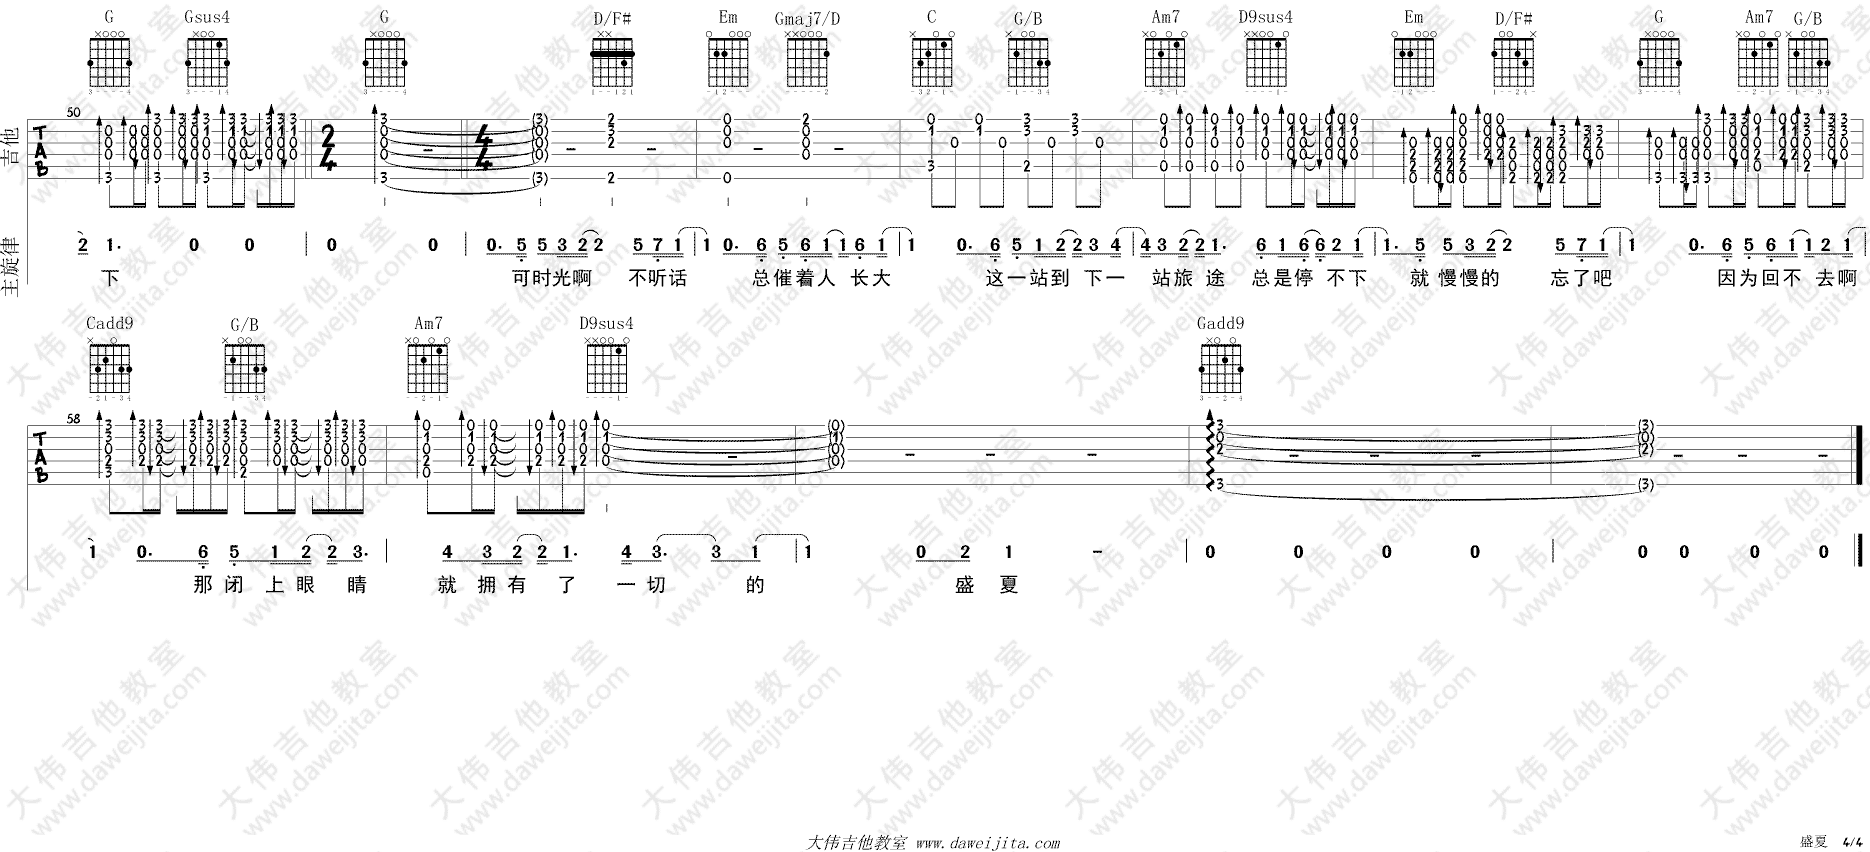 G Gsus4 G D/F# Em Gmaj7/D C G/B Am7 D9sus4 Em D/F# G Am7 G/B
50
吉他 TAB 2/4 4/4
主旋律 2 1. 0 0 0 0 0. 5 5 3 2 2 5 7 1 1 0. 6 5 6 1 1 6 1 1 0. 6 5 1 2 2 3 4 4 3 2 2 1. 6 1 6 6 2 1 1. 5 5 3 2 2 5 7 1 1 0. 6 5 6 1 1 2 1
下 可时光啊 不听话 总催着人 长大 这一站到 下一 站旅 途 总是停 不下 就 慢慢的 忘了吧 因为回不 去啊
Cadd9 G/B Am7 D9sus4 Gadd9
58
TAB
1 0. 6 5 1 2 2 3. 4 3 2 2 1. 4 3. 3 1 1 0 2 1 - 0 0 0 0 0 0 0 0
那 闭 上 眼 睛 就 拥 有 了 一 切 的 盛 夏
大伟吉他教室 www.daweijita.com
盛夏 4/4